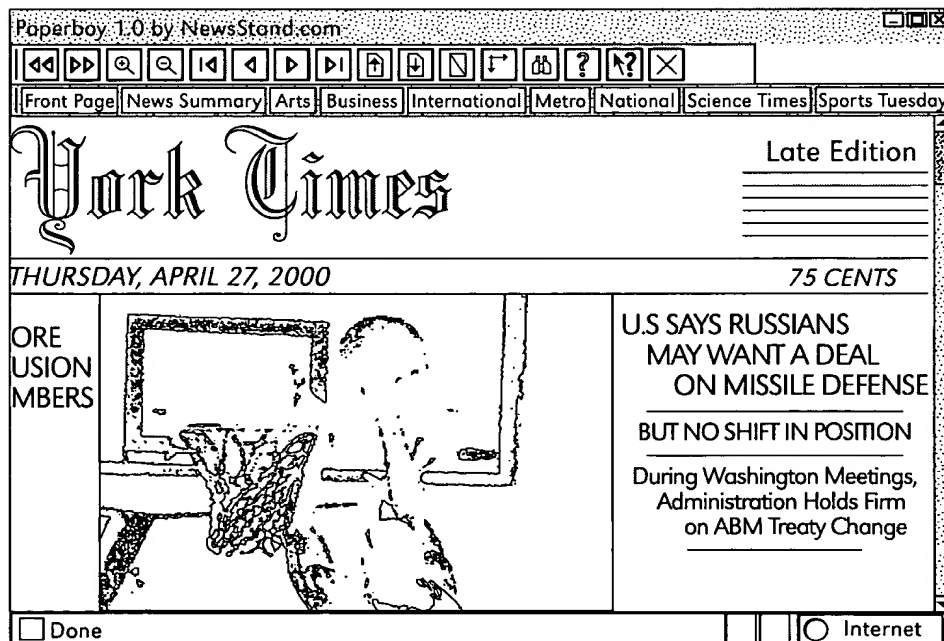 Paperboy 1.0 by NewsStand.com
? ?
Front Page News Summary Arts Business International Metro National Science Times Sports Tuesday
York Times
Late Edition
THURSDAY, APRIL 27, 2000 75 CENTS
ORE
USION
MBERS
U.S SAYS RUSSIANS
MAY WANT A DEAL
ON MISSILE DEFENSE
BUT NO SHIFT IN POSITION
During Washington Meetings,
Administration Holds Firm
on ABM Treaty Change
Done Internet